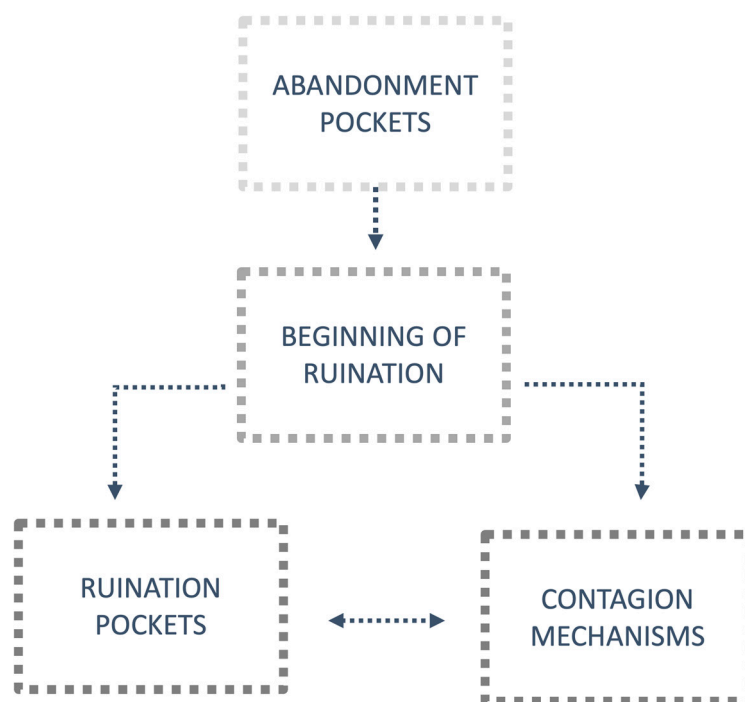 ABANDONMENT
POCKETS
BEGINNING OF
RUINATION
RUINATION
POCKETS
CONTAGION
MECHANISMS